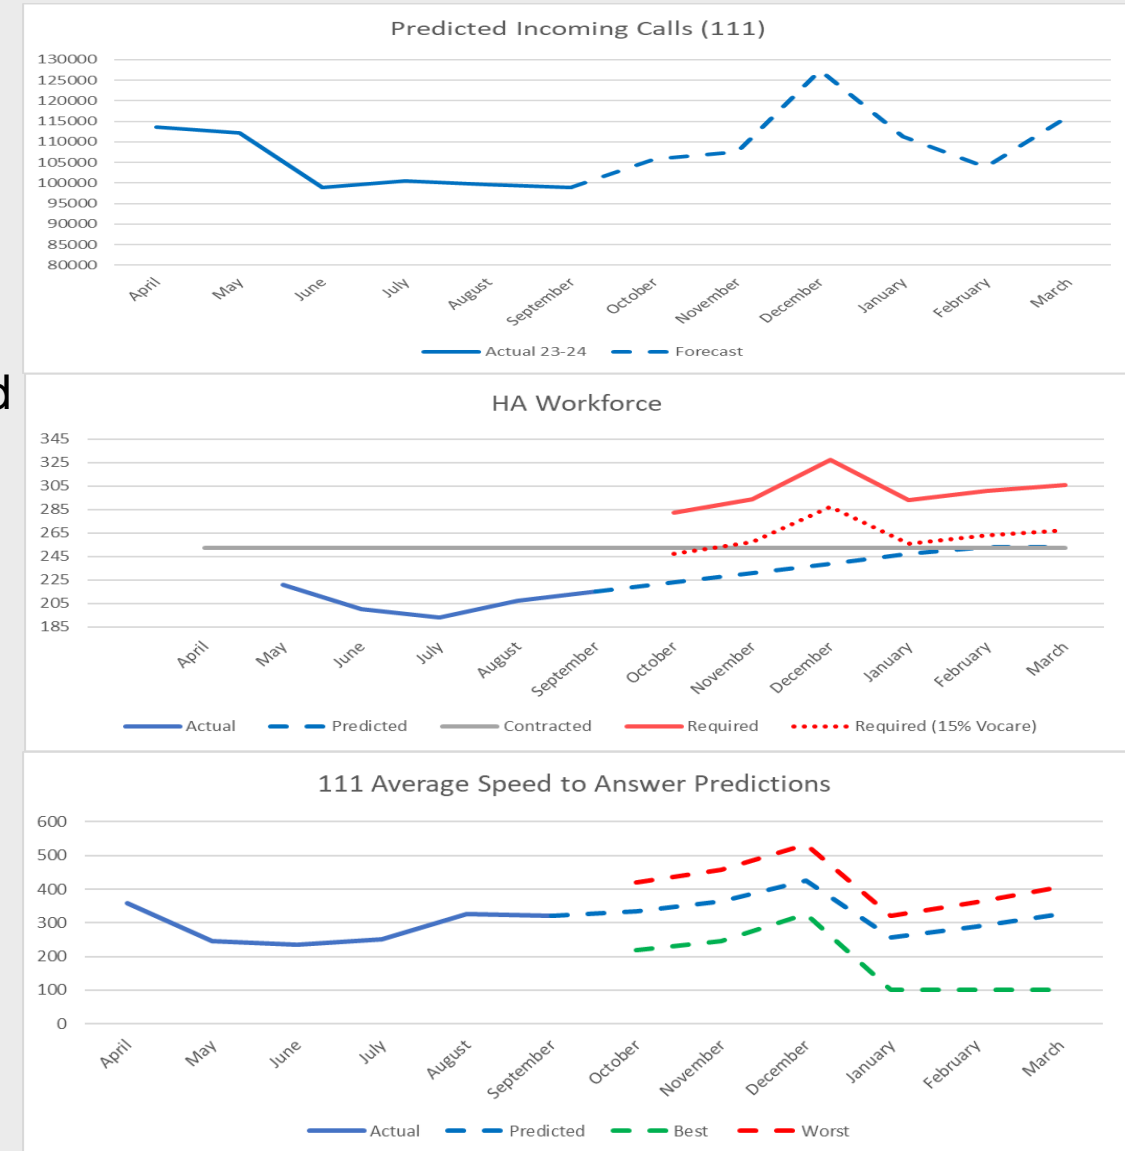 Predicted Incoming Calls (111)
130000
125000
120000
115000
110000
105000
100000
95000
90000
85000
80000
April May June July August September October November December January February March
Actual 23-24 Forecast
d
HA Workforce
345
325
305
285
265
245
225
205
185
April May June July August September October November December January February March
Actual Predicted Contracted Required Required (15% Vocare)
111 Average Speed to Answer Predictions
600
500
400
300
200
100
0
April May June July August September October November December January February March
Actual Predicted Best Worst